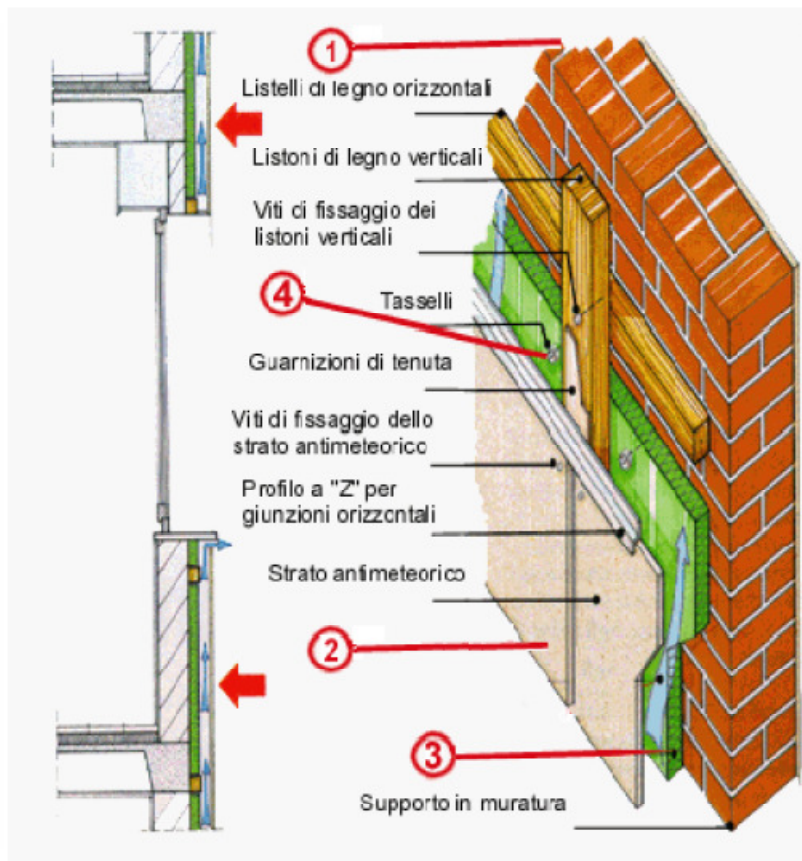 1
Listelli di legno orizzontali
Listoni di legno verticali
Viti di fissaggio dei
listoni verticali
4
Tasselli
Guarnizioni di tenuta
Viti di fissaggio dello
strato antimeteorico
Profilo a "Z" per
giunzioni orizzontali
Strato antimeteorico
2
3
Supporto in muratura